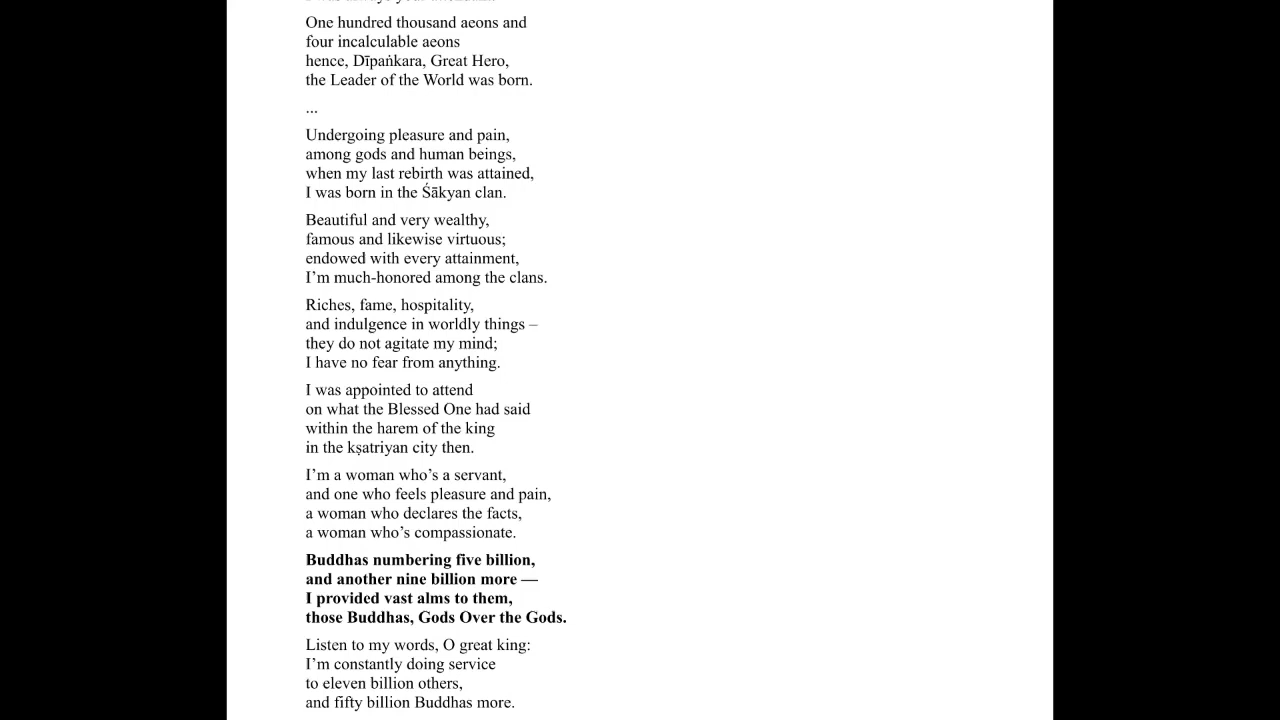 One hundred thousand aeons and
four incalculable aeons
hence, Dīpaṅkara, Great Hero,
the Leader of the World was born.
...
Undergoing pleasure and pain,
among gods and human beings,
when my last rebirth was attained,
I was born in the Śākyan clan.
Beautiful and very wealthy,
famous and likewise virtuous;
endowed with every attainment,
I’m much-honored among the clans.
Riches, fame, hospitality,
and indulgence in worldly things –
they do not agitate my mind;
I have no fear from anything.
I was appointed to attend
on what the Blessed One had said
within the harem of the king
in the kṣatriyan city then.
I’m a woman who’s a servant,
and one who feels pleasure and pain,
a woman who declares the facts,
a woman who’s compassionate.
Buddhas numbering five billion,
and another nine billion more —
I provided vast alms to them,
those Buddhas, Gods Over the Gods.
Listen to my words, O great king:
I’m constantly doing service
to eleven billion others,
and fifty billion Buddhas more.